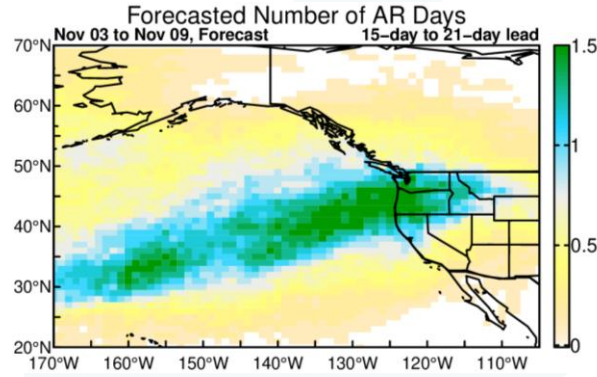 Forecasted Number of AR Days
Nov 03 to Nov 09, Forecast 15-day to 21-day lead
70°N
60°N
50°N
40°N
30°N
20°N
170°W 160°W 150°W 140°W 130°W 120°W 110°W
1.5
1
0.5
0